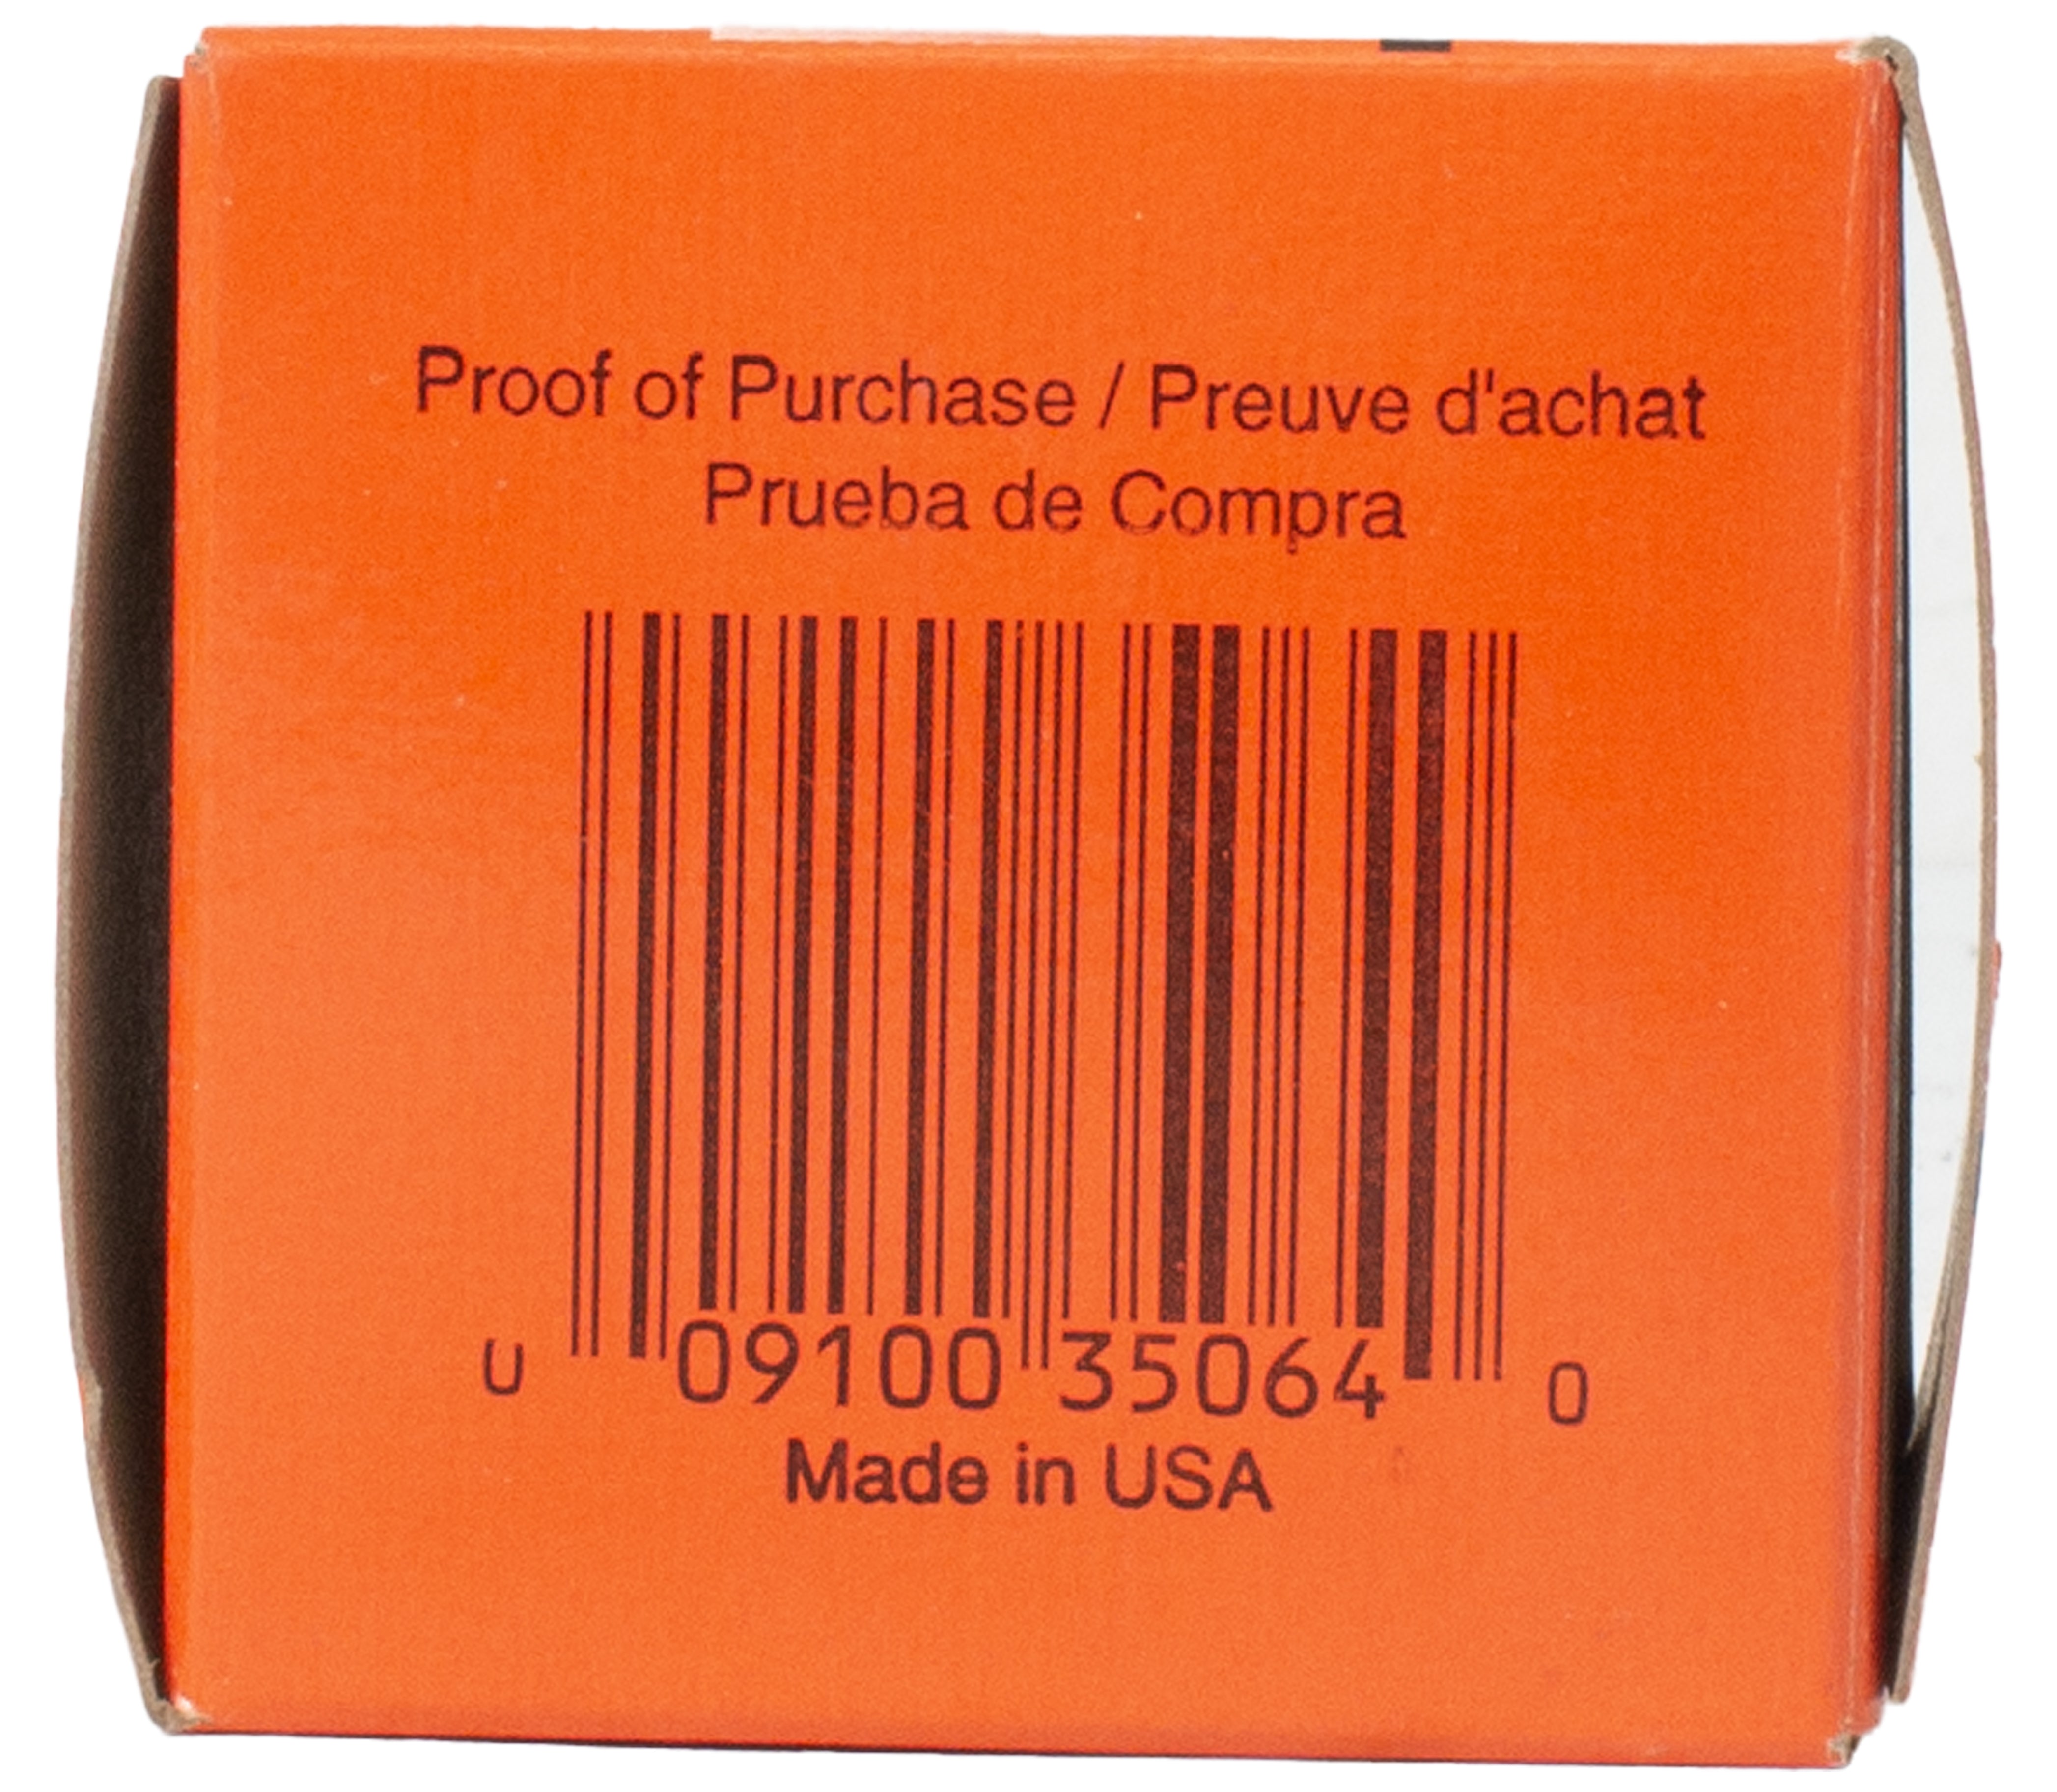 Proof of Purchase / Preuve d'achat
Prueba de Compra
U 09100 35064 0
Made in USA